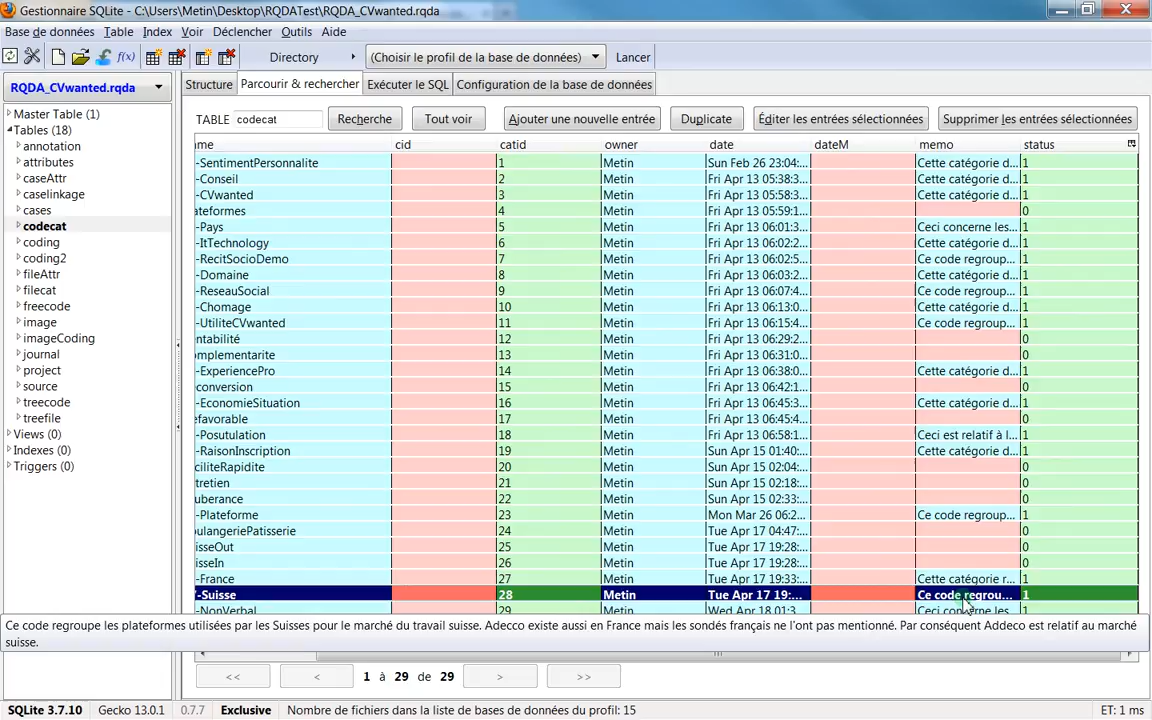 Gestionnaire SQLite - C:\Users\Metin\Desktop\RQDATest\RQDA_CVwanted.rqda
Base de données Table Index Voir Déclencher Outils Aide
f(x) Directory (Choisir le profil de la base de données) Lancer
RQDA_CVwanted.rqda
Master Table (1)
Tables (18)
annotation
attributes
caseAttr
caselinkage
cases
codecat
coding
coding2
fileAttr
filecat
freecode
image
imageCoding
journal
project
source
treecode
treefile
Views (0)
Indexes (0)
Triggers (0)
Structure Parcourir & rechercher Exécuter le SQL Configuration de la base de données
TABLE codecat Recherche Tout voir Ajouter une nouvelle entrée Duplicate Éditer les entrées sélectionnées Supprimer les entrées sélectionnées
me cid catid owner date dateM memo status
-SentimentPersonnalite 1 Metin Sun Feb 26 23:04:... Cette catégorie d... 1
-Conseil 2 Metin Fri Apr 13 05:38:3... Cette catégorie d... 1
-CVwanted 3 Metin Fri Apr 13 05:58:3... Cette catégorie d... 1
ateformes 4 Metin Fri Apr 13 05:59:1... 0
-Pays 5 Metin Fri Apr 13 06:01:3... Ceci concerne les... 1
-ItTechnology 6 Metin Fri Apr 13 06:02:2... Cette catégorie d... 1
-RecitSocioDemo 7 Metin Fri Apr 13 06:02:5... Ce code regroup... 1
-Domaine 8 Metin Fri Apr 13 06:03:2... Cette catégorie d... 1
-ReseauSocial 9 Metin Fri Apr 13 06:07:4... Ce code regroup... 1
-Chomage 10 Metin Fri Apr 13 06:13:0... Cette catégorie d... 1
-UtiliteCVwanted 11 Metin Fri Apr 13 06:15:4... Ce code regroup... 1
ntabilité 12 Metin Fri Apr 13 06:29:2... 0
omplementarite 13 Metin Fri Apr 13 06:31:0... 0
-ExperiencePro 14 Metin Fri Apr 13 06:38:0... Cette catégorie d... 1
conversion 15 Metin Fri Apr 13 06:42:1... 0
-EconomieSituation 16 Metin Fri Apr 13 06:45:3... Cette catégorie d... 1
efavorable 17 Metin Fri Apr 13 06:45:4... 0
-Posutulation 18 Metin Fri Apr 13 06:58:1... Ceci est relatif à l... 1
-RaisonInscription 19 Metin Sun Apr 15 01:40:... Cette catégorie d... 1
ciliteRapidite 20 Metin Sun Apr 15 02:04:... 0
tretien 21 Metin Sun Apr 15 02:18:... 0
uberance 22 Metin Sun Apr 15 02:33:... 0
-Plateforme 23 Metin Mon Mar 26 06:2... Ce code regroup... 1
oulangeriePatisserie 24 Metin Tue Apr 17 04:47:... 0
isseOut 25 Metin Tue Apr 17 19:28:... 0
isseIn 26 Metin Tue Apr 17 19:28:... 0
-France 27 Metin Tue Apr 17 19:33:... Cette catégorie r... 1
-Suisse 28 Metin Tue Apr 17 19:... Ce code regrou... 1
-NonVerbal 29 Metin Wed Apr 18 01:3... Ceci concerne les... 1
Ce code regroupe les plateformes utilisées par les Suisses pour le marché du travail suisse. Adecco existe aussi en France mais les sondés français ne l'ont pas mentionné. Par conséquent Addeco est relatif au marché
suisse.
<< < 1 à 29 de 29 > >>
SQLite 3.7.10 Gecko 13.0.1 0.7.7 Exclusive Nombre de fichiers dans la liste de bases de données du profil: 15 ET: 1 ms